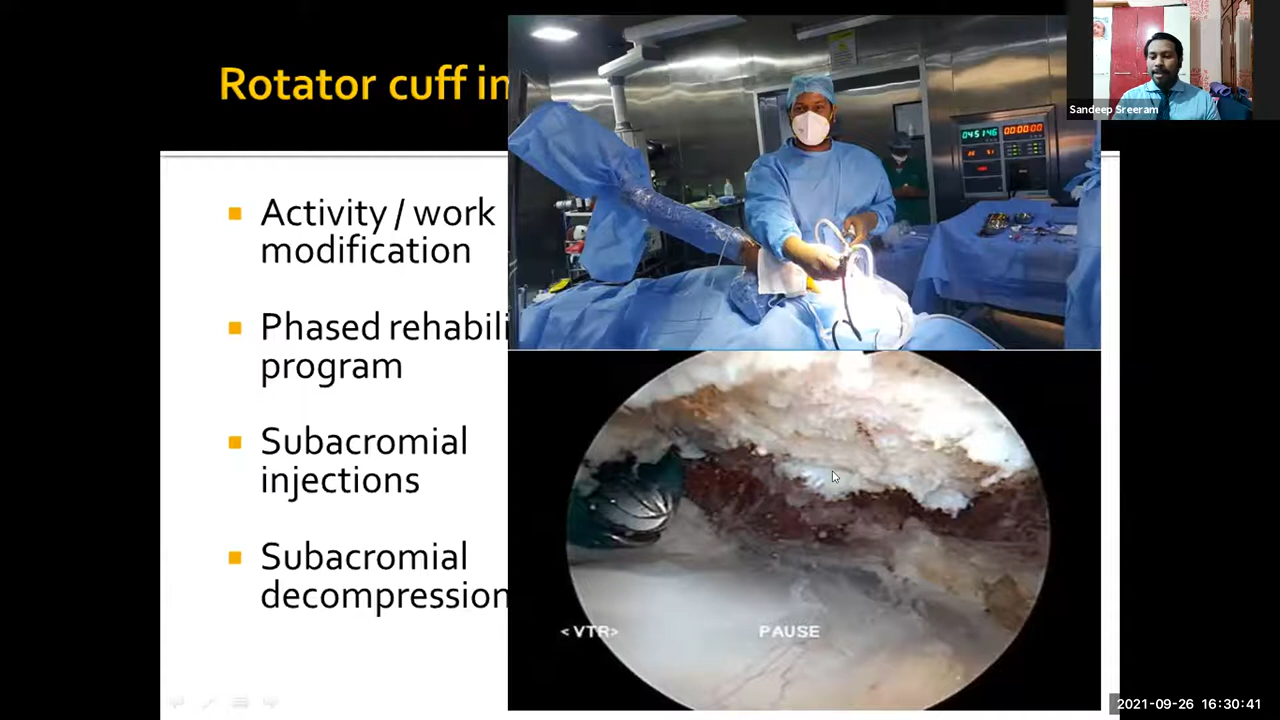 Rotator cuff in
Sandeep Sreeram
Activity / work
modification
Phased rehabili
program
Subacromial
injections
Subacromial
decompression
<VTR> PAUSE
2021-09-26 16:30:41